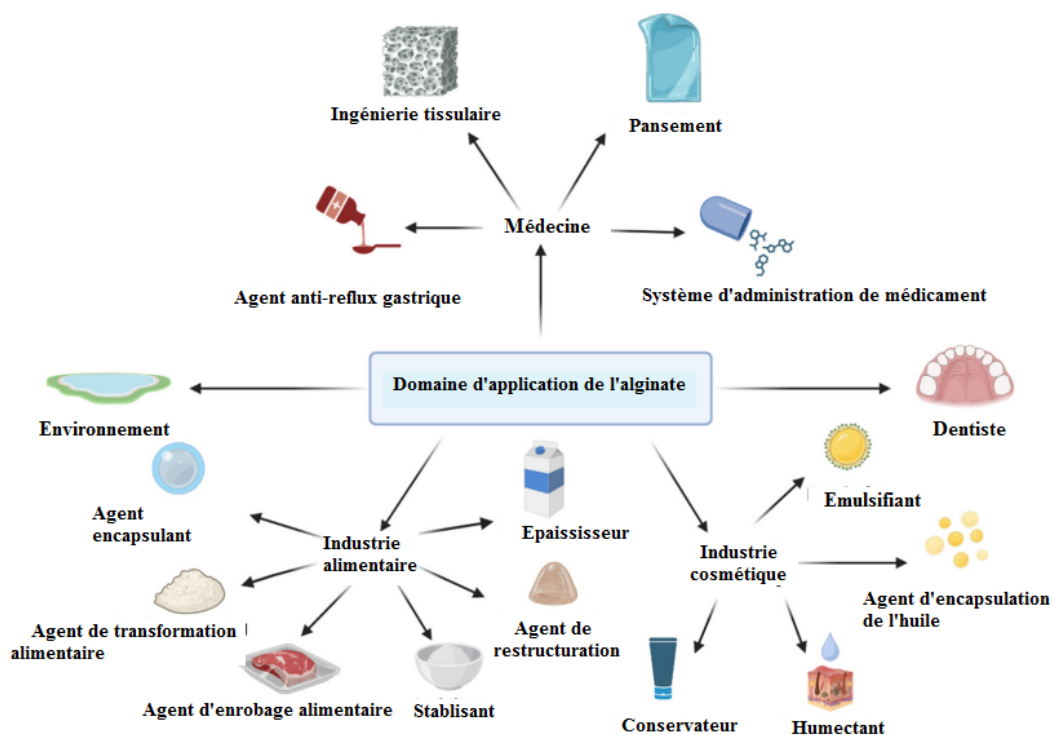 Ingénierie tissulaire
Pansement
Médecine
Agent anti-reflux gastrique
Système d'administration de médicament
Domaine d'application de l'alginate
Environnement
Dentiste
Emulsifiant
Agent
encapsulant
Epaississeur
Industrie
alimentaire
Industrie
cosmétique
Agent d'encapsulation
de l'huile
Agent de transformation
alimentaire
Agent de
restructuration
Agent d'enrobage alimentaire
Stablisant
Conservateur
Humectant